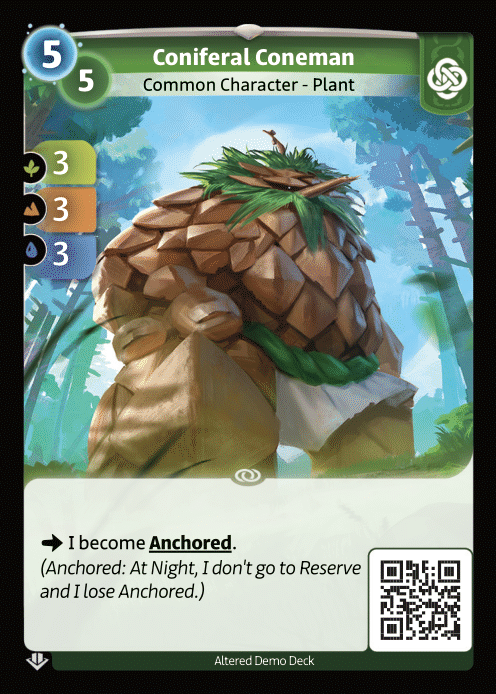 5
Coniferal Coneman
5
Common Character - Plant
3
3
3
I become Anchored.
(Anchored: At Night, I don't go to Reserve
and I lose Anchored.)
Altered Demo Deck